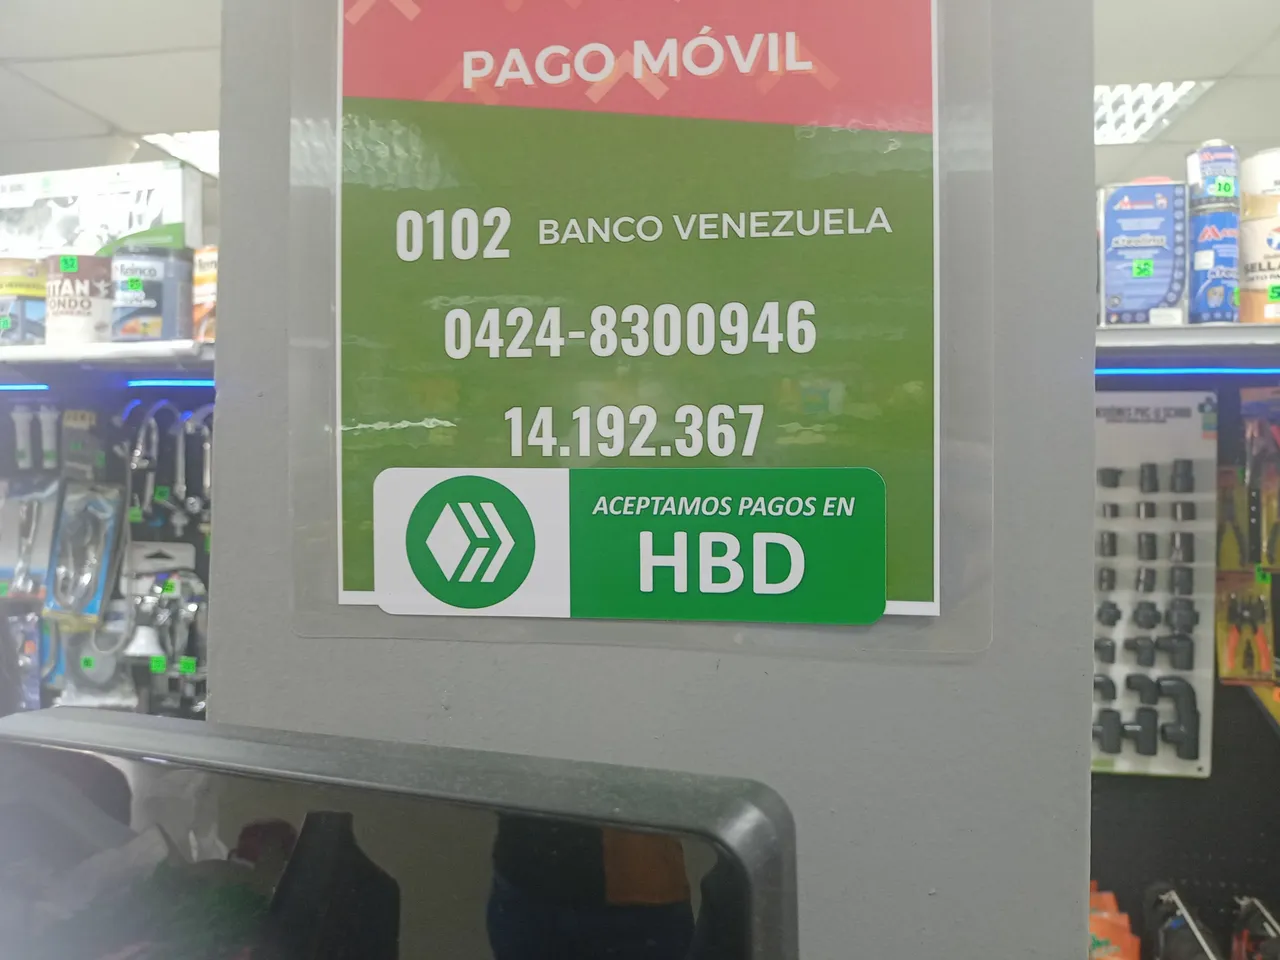 PAGO MÓVIL
0102 BANCO VENEZUELA
0424-8300946
14.192.367
ACEPTAMOS PAGOS EN
HBD